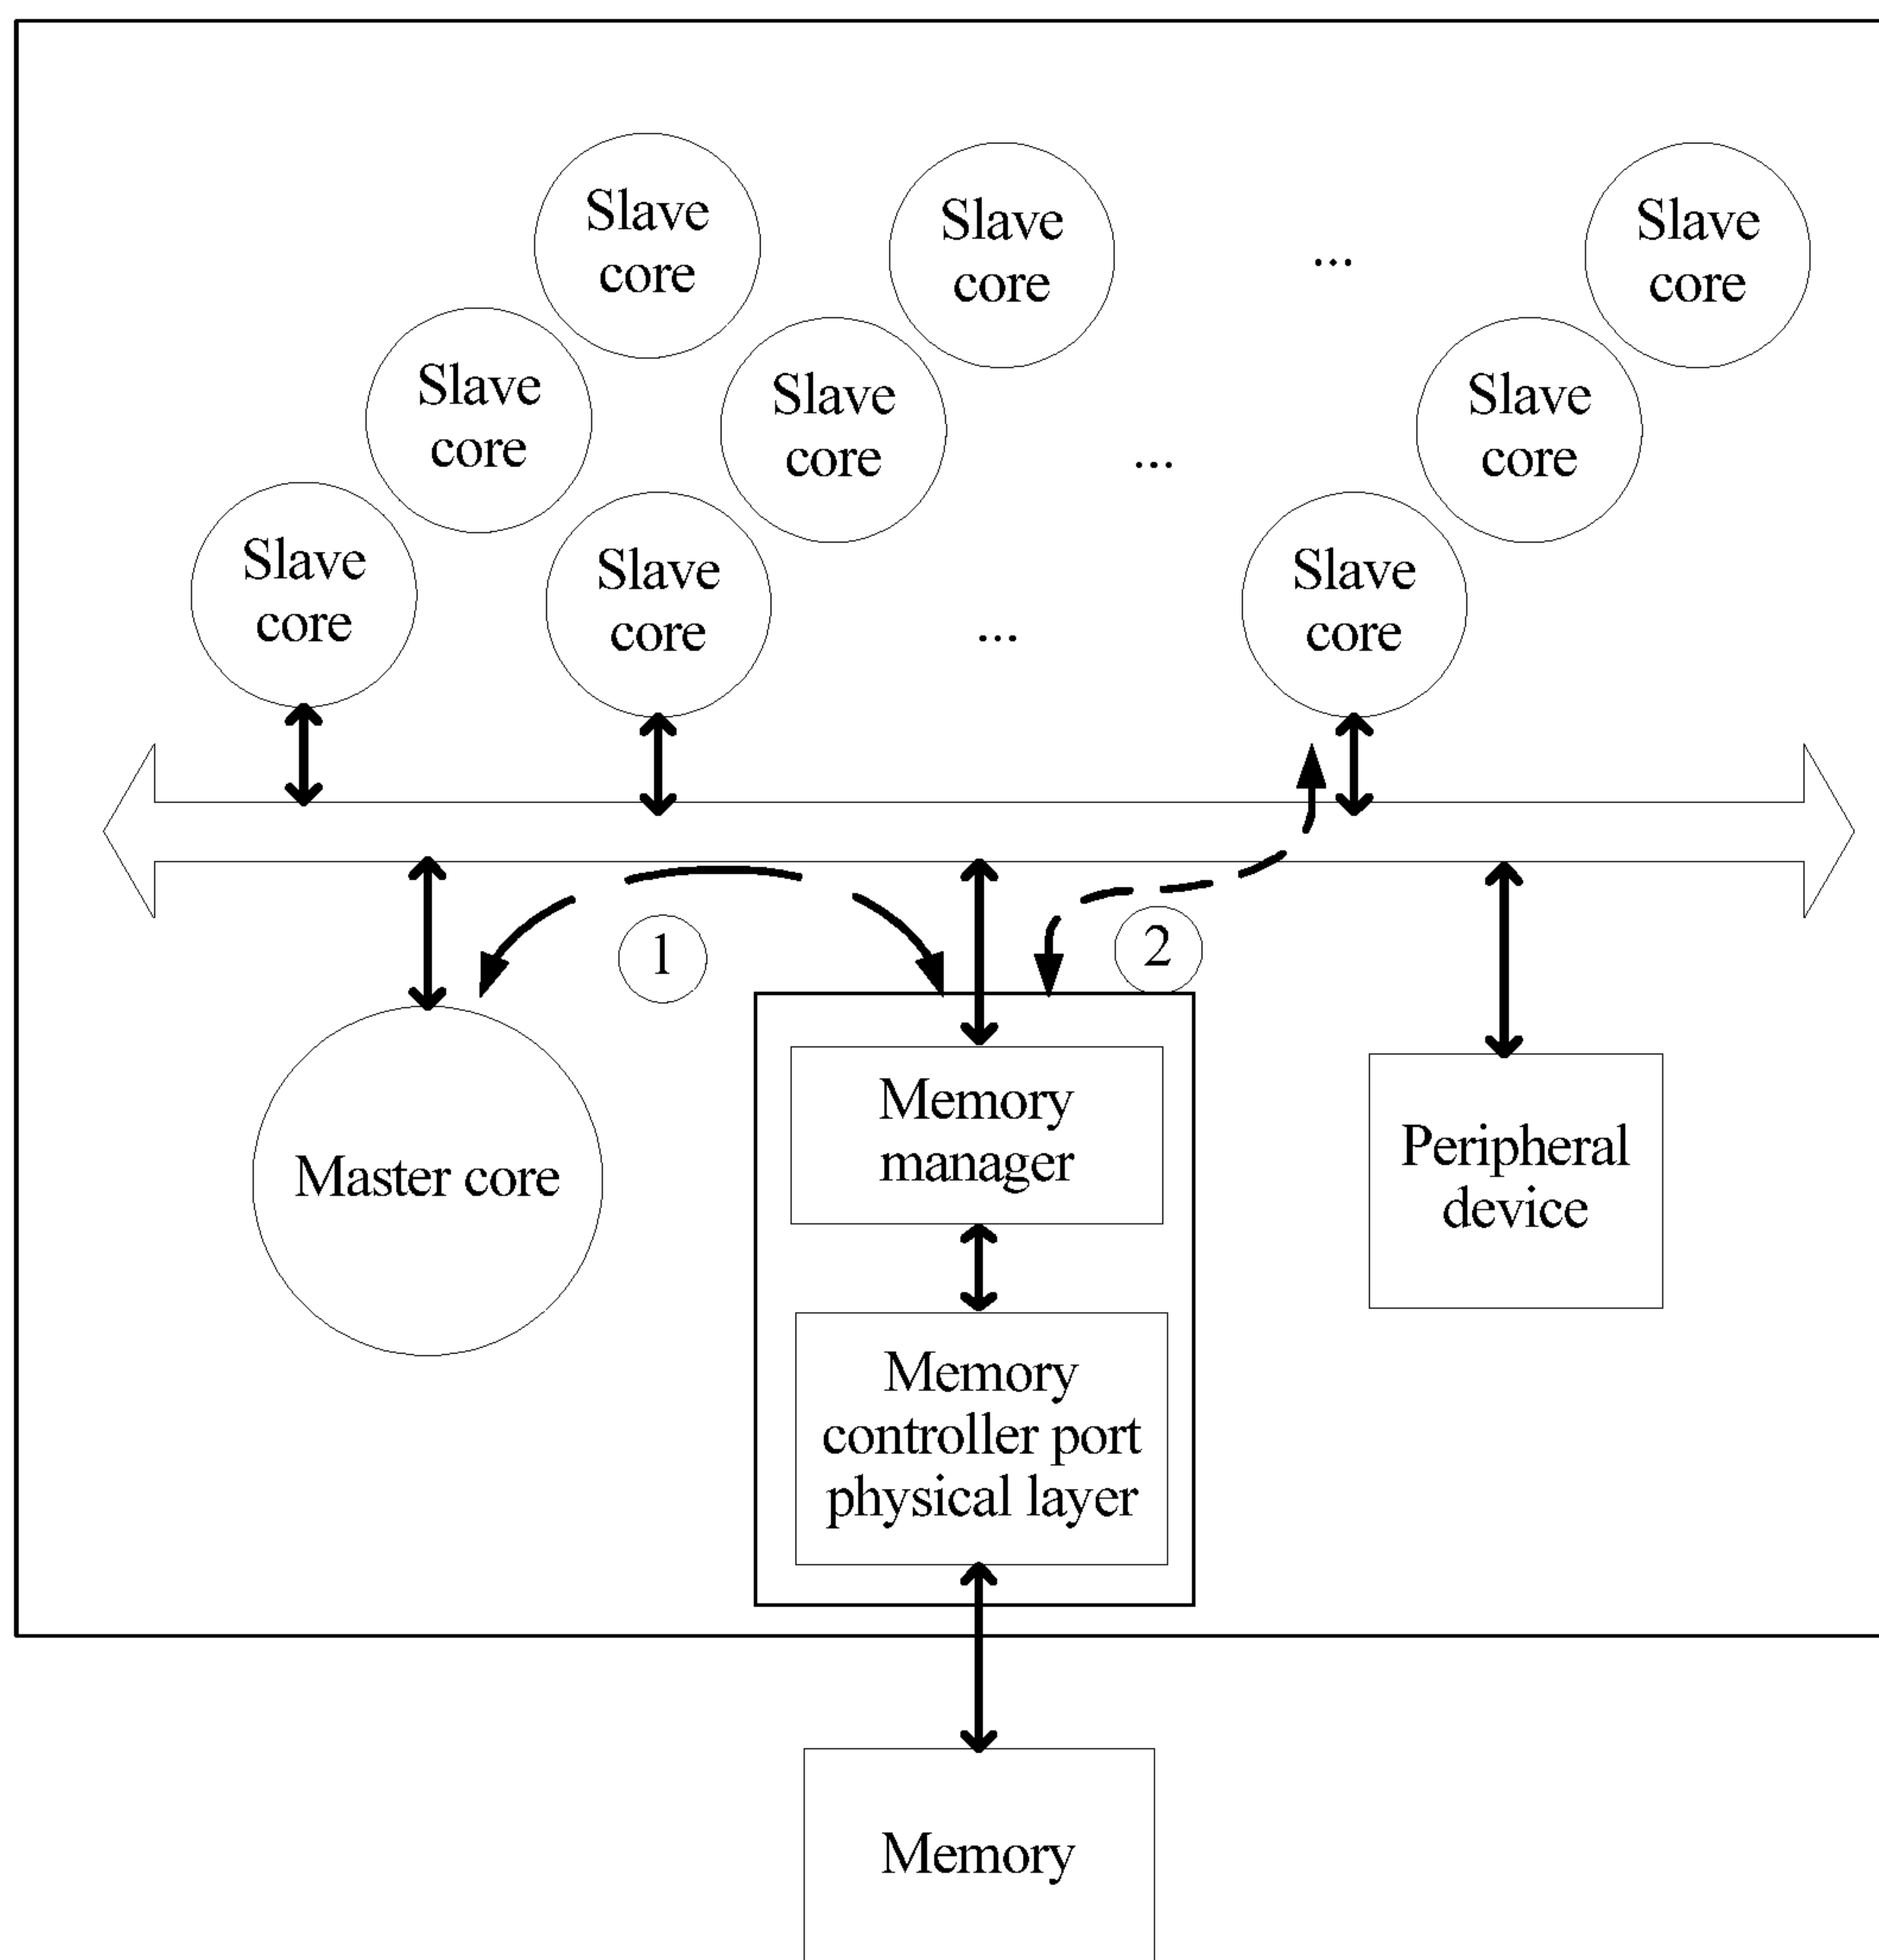 Slave
core
Slave
core
...
Slave
core
Slave
core
Slave
core
...
Slave
core
Slave
core
Slave
core
...
Slave
core
1
2
Master core
Memory
manager
Peripheral
device
Memory
controller port
physical layer
Memory